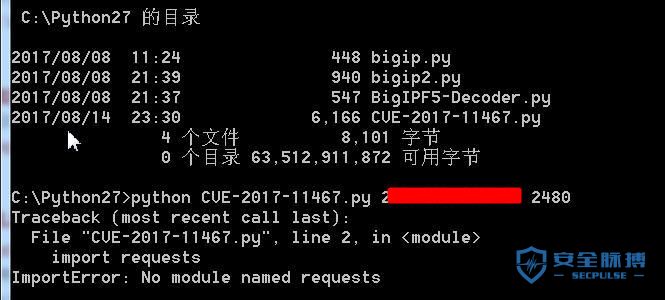 C:\Python27 的目录
2017/08/08  11:24               448 bigip.py
2017/08/08  21:39               940 bigip2.py
2017/08/08  21:37               547 BigIPF5-Decoder.py
2017/08/14  23:30             6,166 CVE-2017-11467.py
4 个文件          8,101 字节
0 个目录 63,512,911,872 可用字节
C:\Python27>python CVE-2017-11467.py 2 2480
Traceback (most recent call last):
File "CVE-2017-11467.py", line 2, in <module>
import requests
ImportError: No module named requests
安全脉搏
SECPULSE